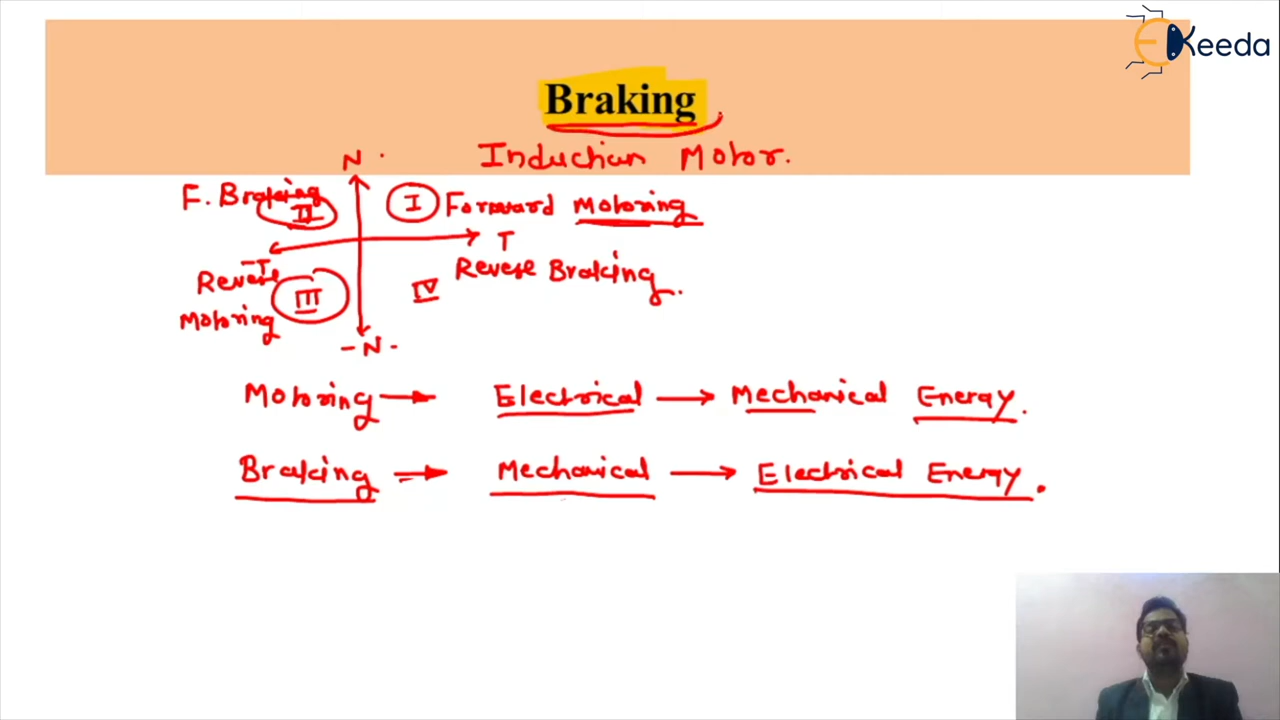 EKeeda
Braking
Induction Motor.
N
F. Braking
II
I Forward Motoring
T
-T
Reverse Braking.
Reverse
Motoring
III
IV
-N
Motoring → Electrical → Mechanical Energy.
Braking → Mechanical → Electrical Energy.